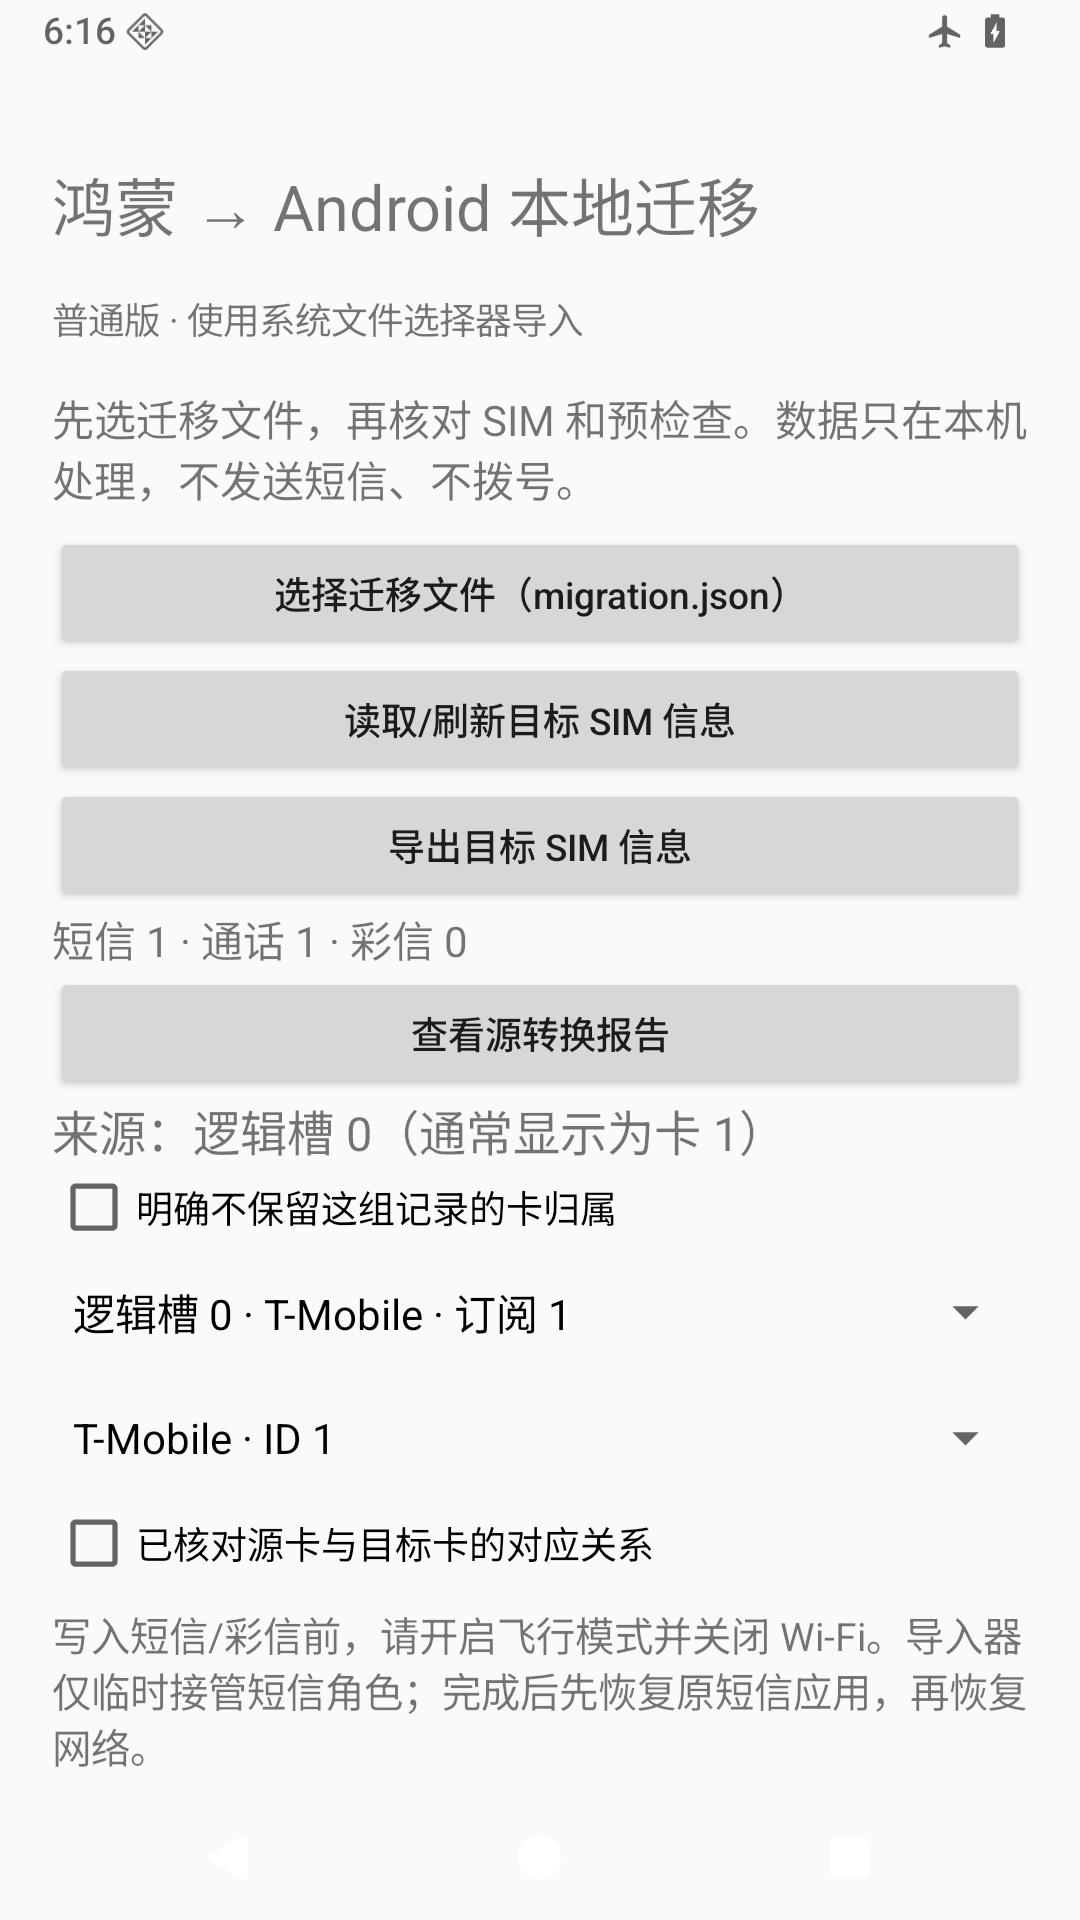 6:16
鸿蒙 → Android 本地迁移
普通版 · 使用系统文件选择器导入
先选迁移文件，再核对 SIM 和预检查。数据只在本机
处理，不发送短信、不拨号。
选择迁移文件（migration.json）
读取/刷新目标 SIM 信息
导出目标 SIM 信息
短信 1 · 通话 1 · 彩信 0
查看源转换报告
来源：逻辑槽 0（通常显示为卡 1）
明确不保留这组记录的卡归属
逻辑槽 0 · T-Mobile · 订阅 1
T-Mobile · ID 1
已核对源卡与目标卡的对应关系
写入短信/彩信前，请开启飞行模式并关闭 Wi-Fi。导入器
仅临时接管短信角色；完成后先恢复原短信应用，再恢复
网络。